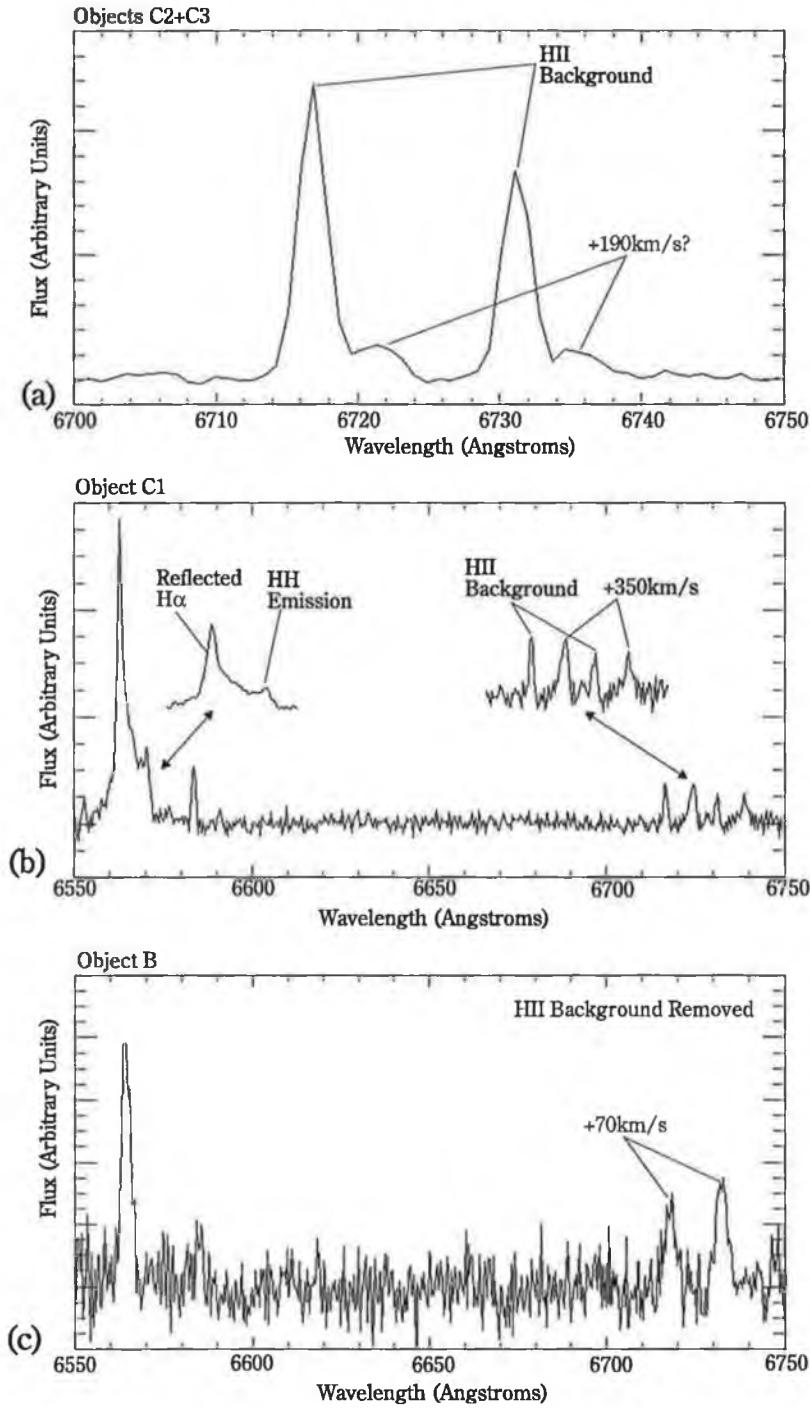 Objects C2+C3
HII
Background
+190km/s?
Flux (Arbitrary Units)
(a)
6700 6710 6720 6730 6740 6750
Wavelength (Angstroms)
Object C1
Reflected
Hα
HH
Emission
HII
Background
+350km/s
Flux (Arbitrary Units)
(b)
6550 6600 6650 6700 6750
Wavelength (Angstroms)
Object B
HII Background Removed
+70km/s
Flux (Arbitrary Units)
(c)
6550 6600 6650 6700 6750
Wavelength (Angstroms)